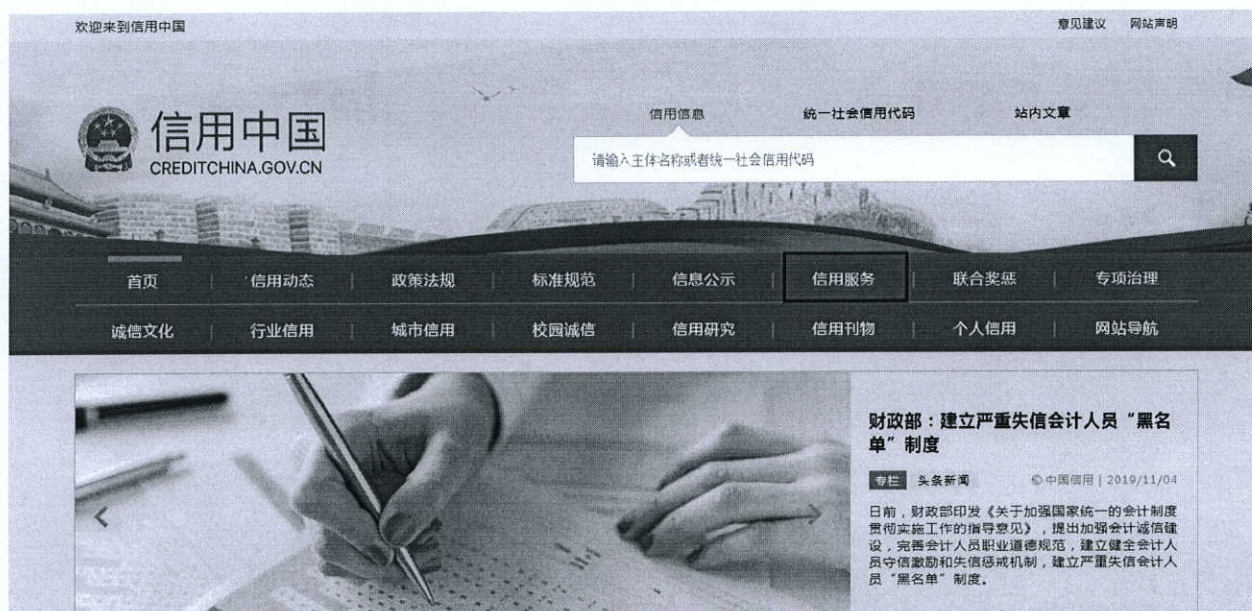 欢迎来到信用中国
意见建议 网站声明
信用信息 统一社会信用代码 站内文章
信用中国
CREDITCHINA.GOV.CN
请输入主体名称或者统一社会信用代码
首页 信用动态 政策法规 标准规范 信息公示 信用服务 联合奖惩 专项治理
诚信文化 行业信用 城市信用 校园诚信 信用研究 信用刊物 个人信用 网站导航
财政部：建立严重失信会计人员“黑名
单”制度
专栏 头条新闻 ©中国信用 | 2019/11/04
日前，财政部印发《关于加强国家统一的会计制度
贯彻实施工作的指导意见》，提出加强会计诚信建
设，完善会计人员职业道德规范，建立健全会计人
员守信激励和失信惩戒机制，建立严重失信会计人
员“黑名单”制度。